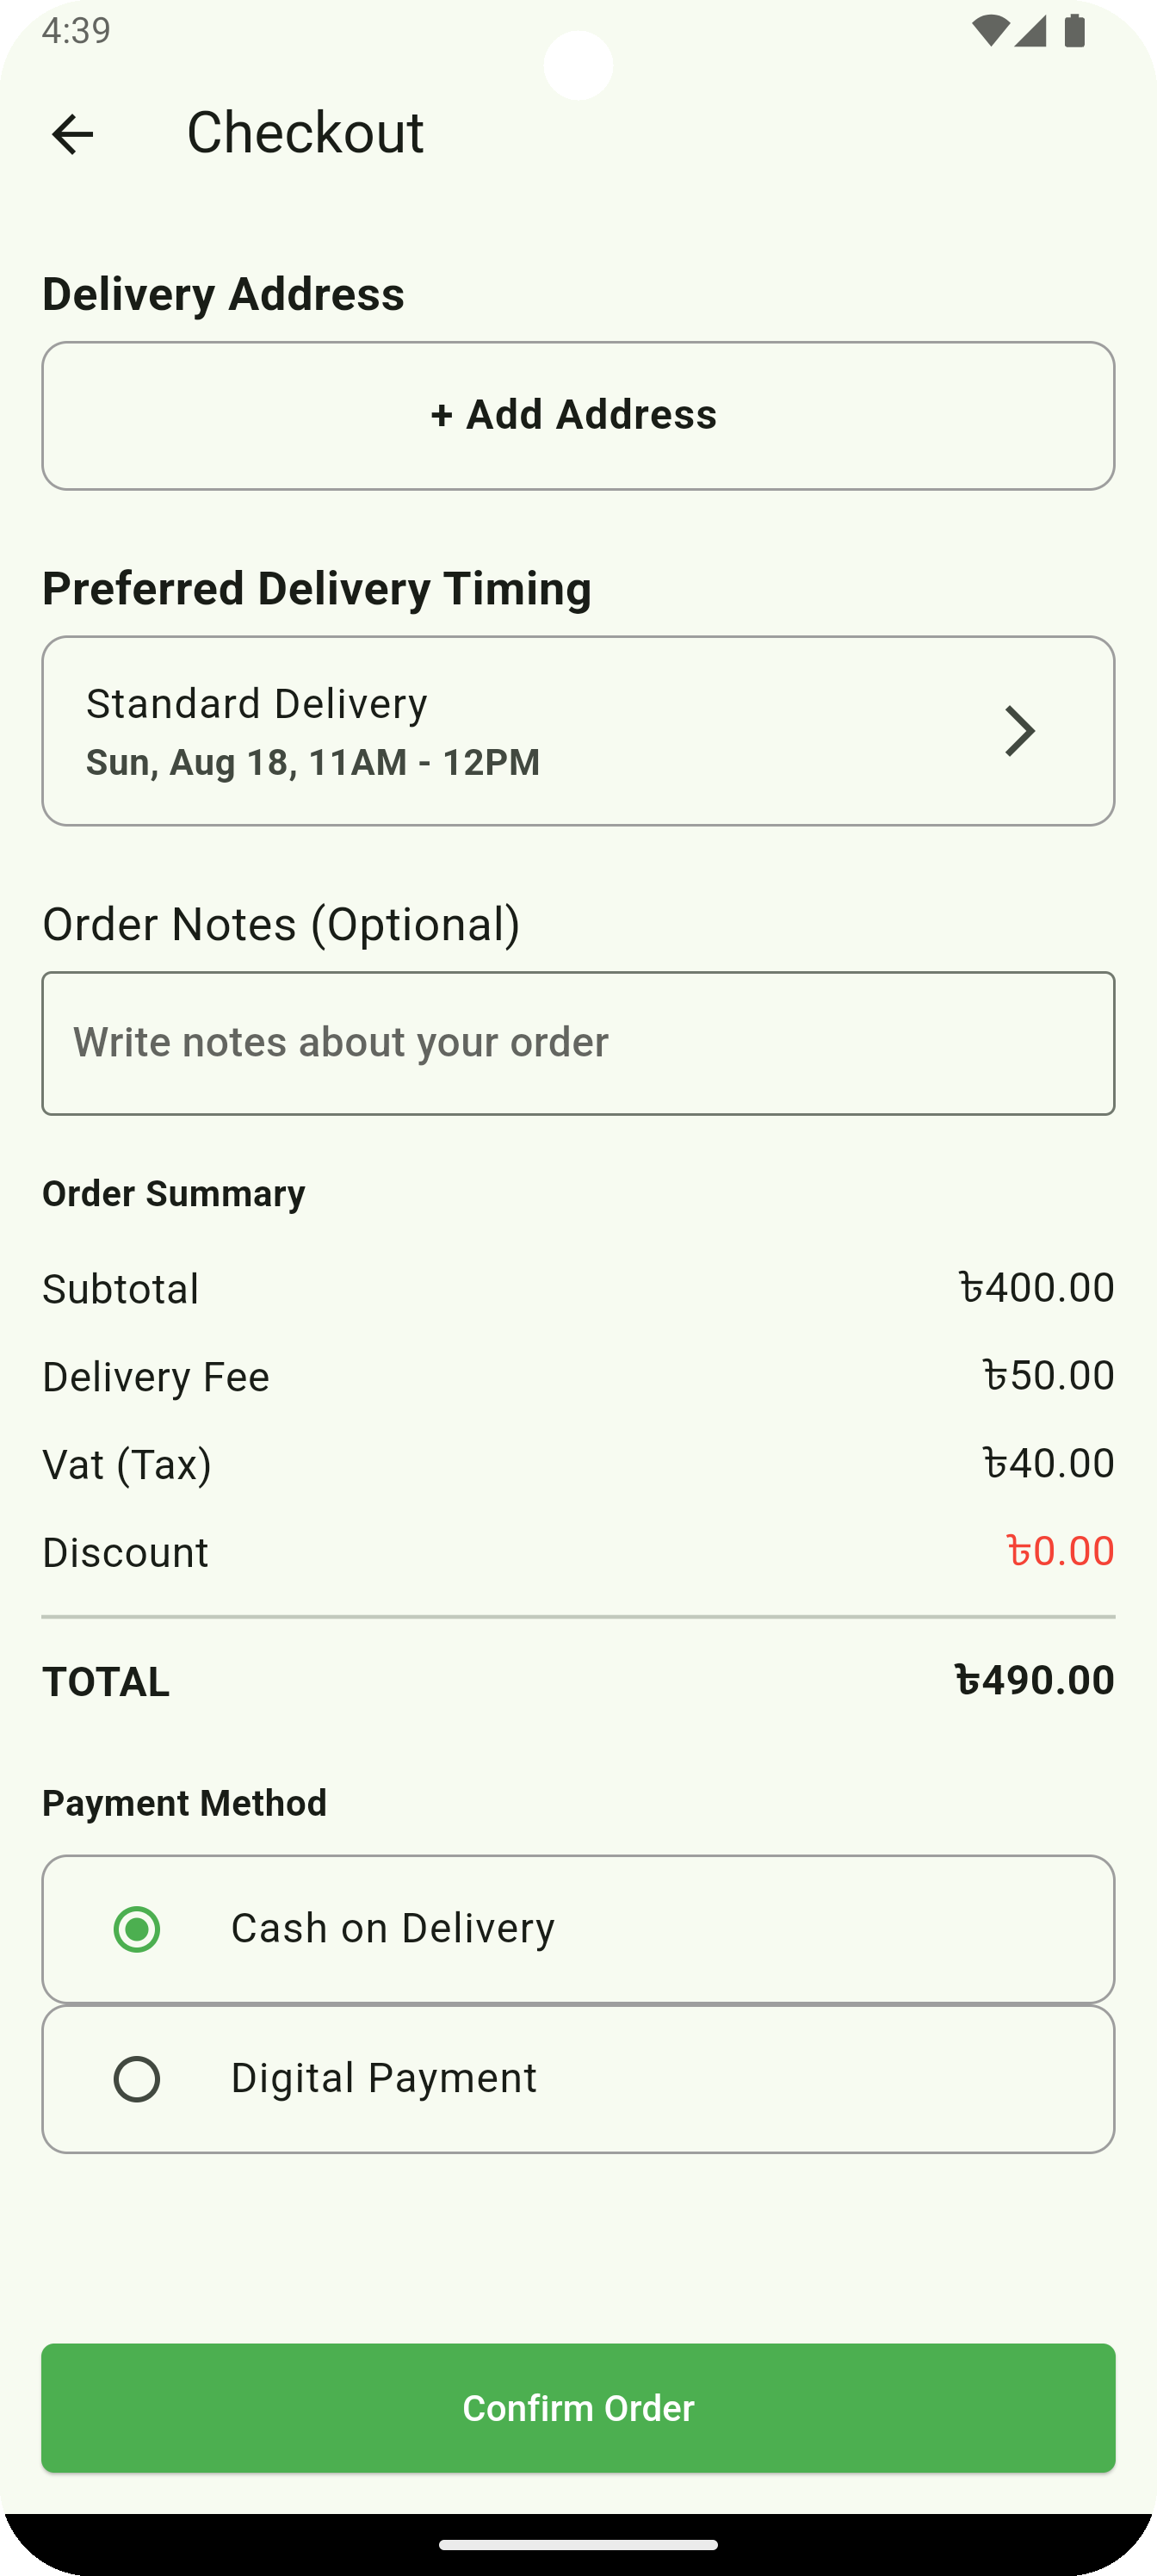 4:39
Checkout
Delivery Address
+ Add Address
Preferred Delivery Timing
Standard Delivery
Sun, Aug 18, 11AM - 12PM
Order Notes (Optional)
Write notes about your order
Order Summary
Subtotal ৳400.00
Delivery Fee ৳50.00
Vat (Tax) ৳40.00
Discount ৳0.00
TOTAL ৳490.00
Payment Method
Cash on Delivery
Digital Payment
Confirm Order